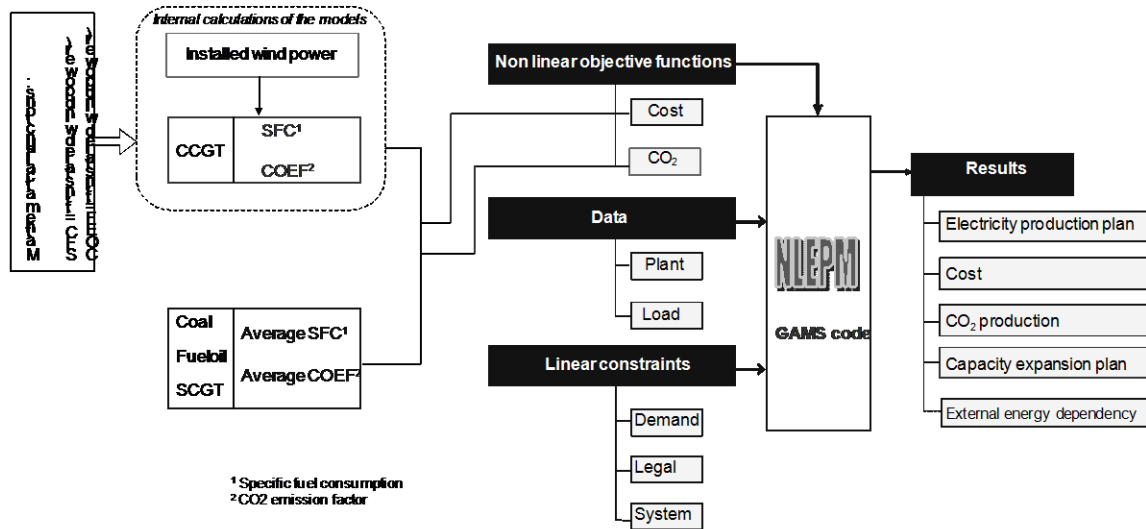 Internal calculations of the models
Installed wind power
CCGT
SFC¹
COEF²
Coal
Fueloil
SCGT
Average SFC¹
Average COEF²
¹ Specific fuel consumption
² CO2 emission factor
Non linear objective functions
Cost
CO₂
Data
Plant
Load
Linear constraints
Demand
Legal
System
NLEPM
GAMS code
Results
Electricity production plan
Cost
CO₂ production
Capacity expansion plan
External energy dependency